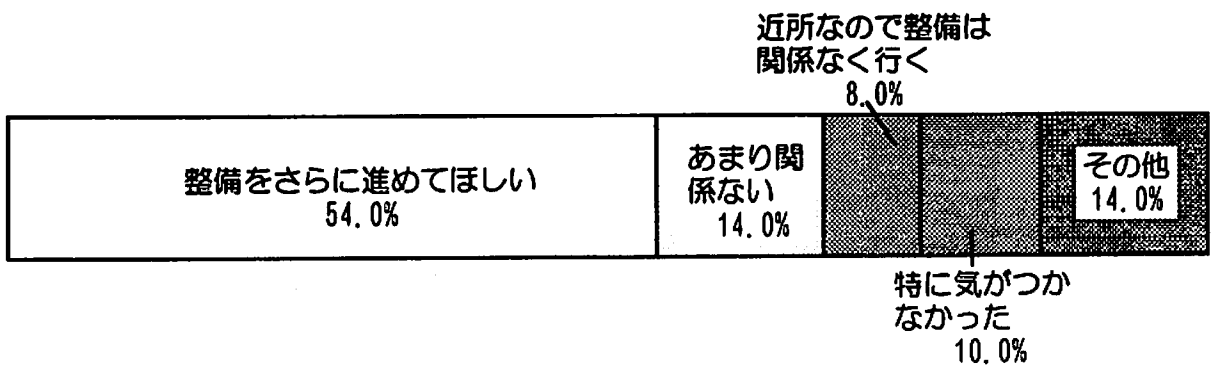 近所なので整備は
関係なく行く
8.0%
整備をさらに進めてほしい
54.0%
あまり関
係ない
14.0%
その他
14.0%
特に気がつか
なかった
10.0%